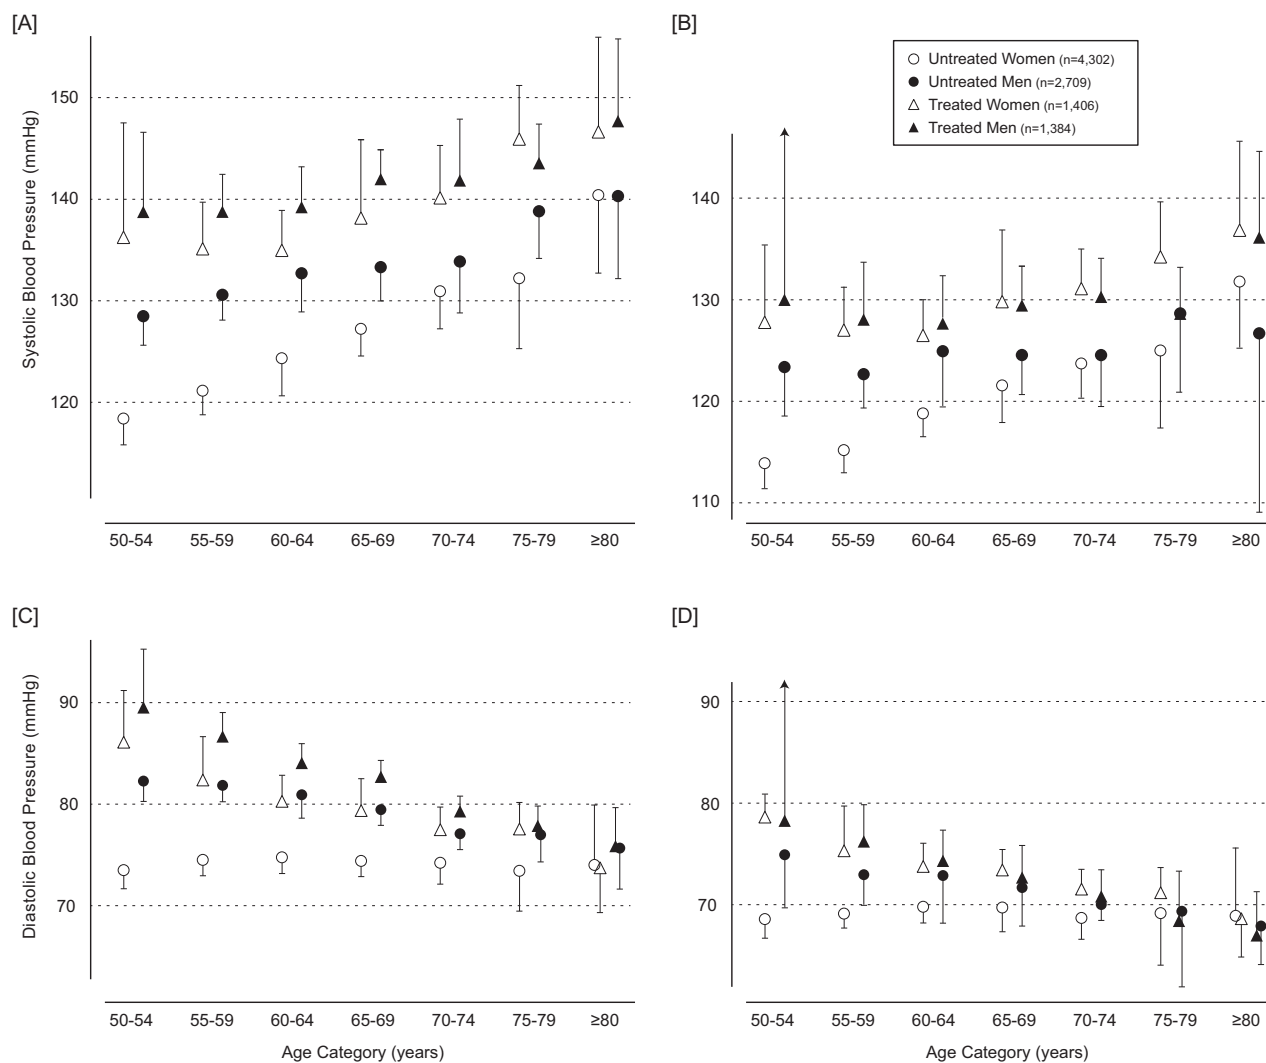 [A]
[B]
Untreated Women (n=4,302)
Untreated Men (n=2,709)
Treated Women (n=1,406)
Treated Men (n=1,384)
Systolic Blood Pressure (mmHg)
150
140
130
120
140
130
120
110
50-54 55-59 60-64 65-69 70-74 75-79 ≥80
50-54 55-59 60-64 65-69 70-74 75-79 ≥80
[C]
[D]
Diastolic Blood Pressure (mmHg)
90
80
70
90
80
70
50-54 55-59 60-64 65-69 70-74 75-79 ≥80
50-54 55-59 60-64 65-69 70-74 75-79 ≥80
Age Category (years)
Age Category (years)